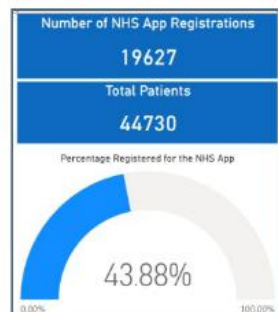 Number of NHS App Registrations
19627
Total Patients
44730
Percentage Registered for the NHS App
43.88%
0.00%
100.00%